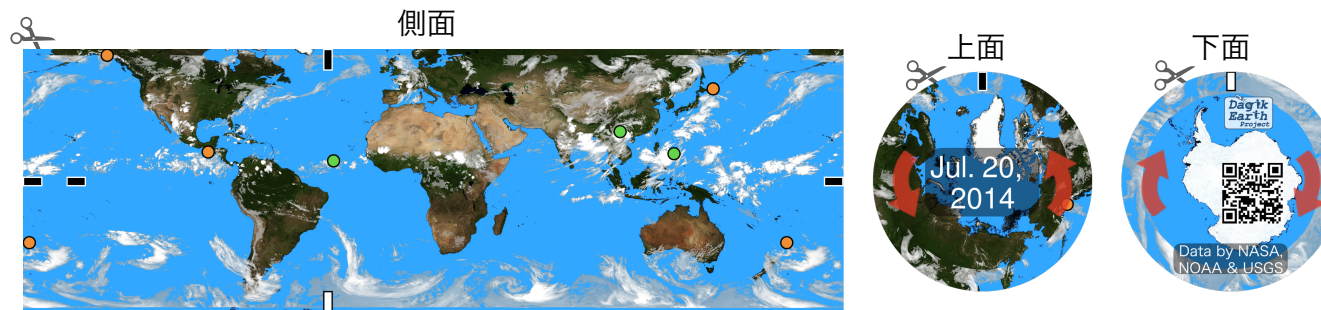 側面
上面
下面
Jul. 20,
2014
Dagik
Earth
Project
Data by NASA,
NOAA & USGS